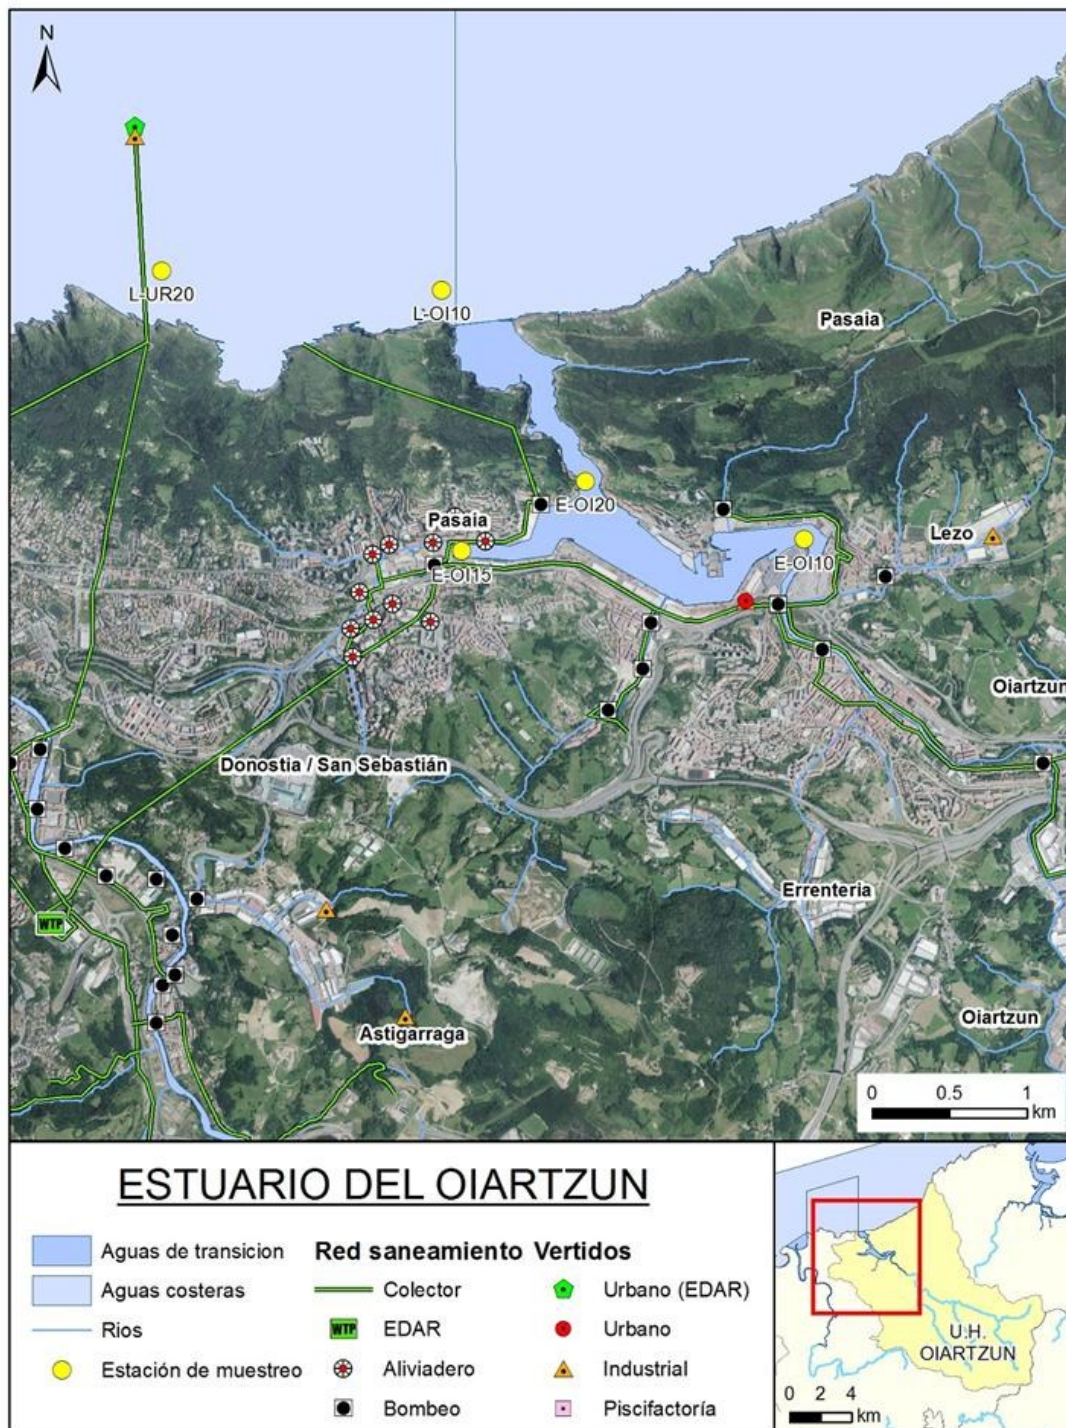 N
L-UR20
L-OI10
Pasaia
E-OI20
Pasaia
Lezo
E-OI15
E-OI10
Oiartzun
Donostia / San Sebastián
Errenteria
WTP
Oiartzun
Astigarraga
0 0.5 1
km
ESTUARIO DEL OIARTZUN
Aguas de transicion
Aguas costeras
Rios
Estación de muestreo
Red saneamiento
Colector
WTP EDAR
Aliviadero
Bombeo
Vertidos
Urbano (EDAR)
Urbano
Industrial
Piscifactoría
U.H.
OIARTZUN
0 2 4
km